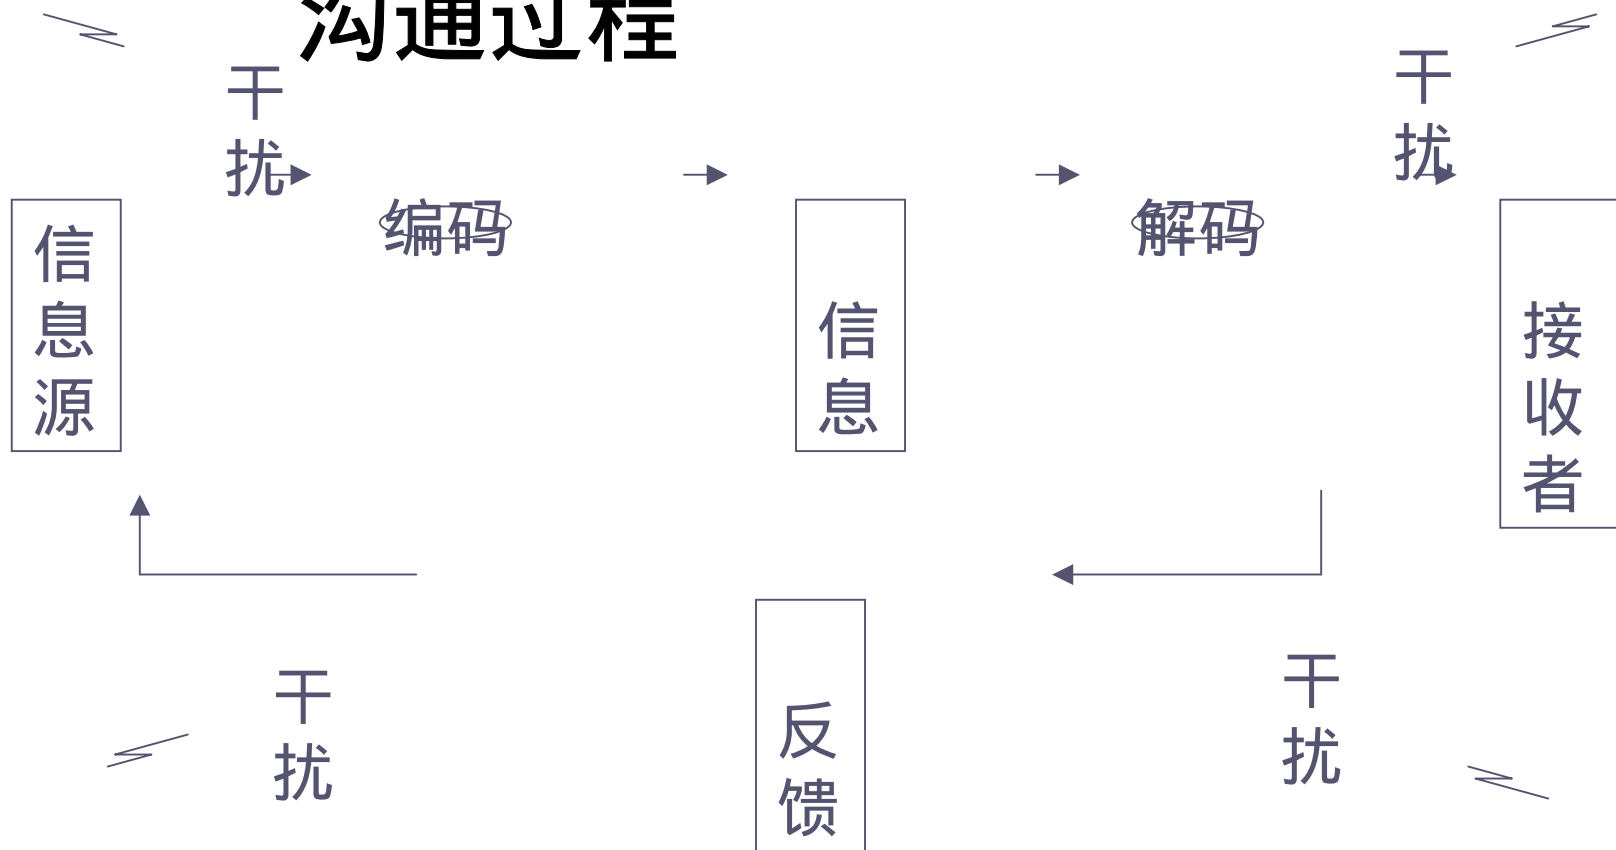 沟通过程
干扰
干扰
信息源
编码
信息
解码
接收者
干扰
反馈
干扰